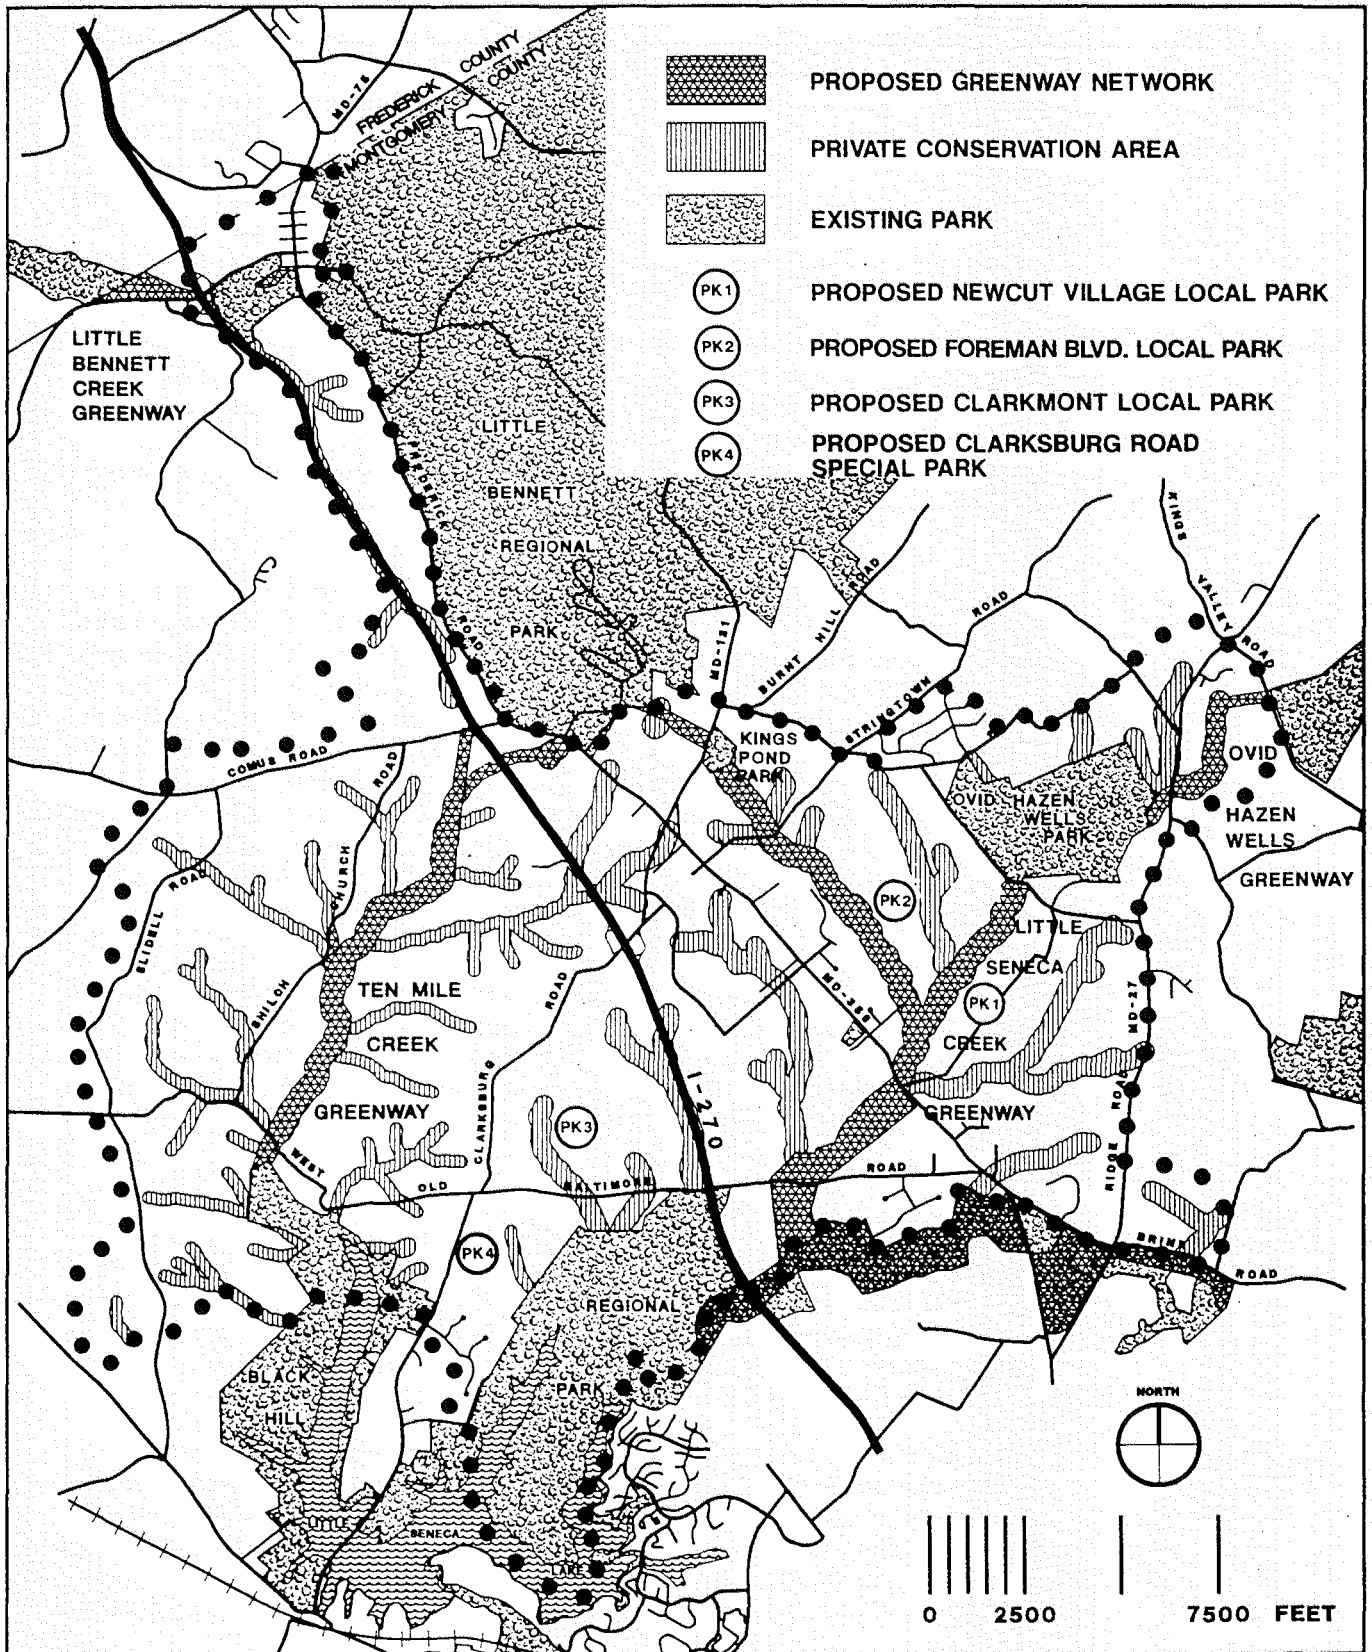 PROPOSED GREENWAY NETWORK
PRIVATE CONSERVATION AREA
EXISTING PARK
PK1 PROPOSED NEWCUT VILLAGE LOCAL PARK
PK2 PROPOSED FOREMAN BLVD. LOCAL PARK
PK3 PROPOSED CLARKMONT LOCAL PARK
PK4 PROPOSED CLARKSBURG ROAD
SPECIAL PARK
FREDERICK COUNTY
MONTGOMERY COUNTY
LITTLE
BENNETT
CREEK
GREENWAY
LITTLE
BENNETT
REGIONAL
PARK
FREDERICK
ROAD
MD-121
BURNT HILL ROAD
STRINGTOWN
ROAD
KINGS
VALLEY
ROAD
KINGS
POND
PARK
OVID HAZEN
WELLS
PARK
OVID
HAZEN
WELLS
GREENWAY
COMUS ROAD
SLIDELL
ROAD
SHILOH
CHURCH
ROAD
TEN MILE
CREEK
GREENWAY
CLARKSBURG
ROAD
PK2
LITTLE
SENECA
PK1
CREEK
GREENWAY
MD-355
MD-27
RIDGE
ROAD
I-270
PK3
WEST
OLD
BALTIMORE
ROAD
PK4
BRINK
ROAD
REGIONAL
PARK
BLACK
HILL
LITTLE
SENECA
LAKE
NORTH
0 2500 7500 FEET